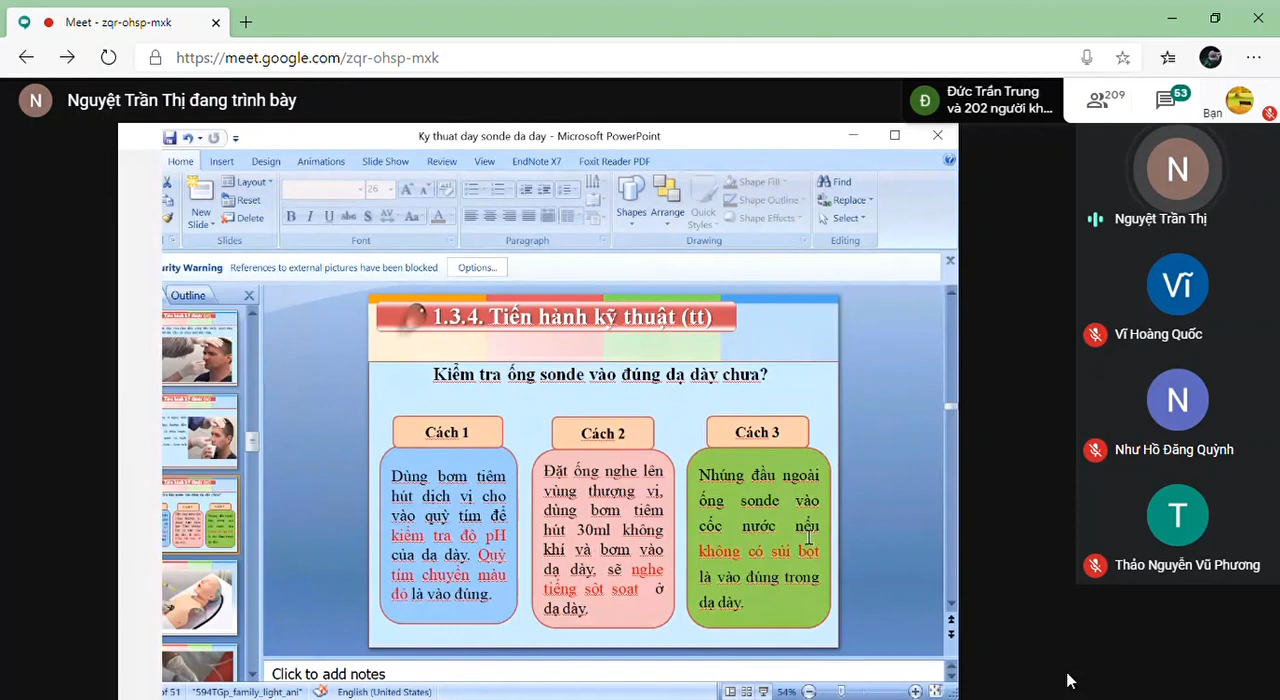 Meet - zqr-ohsp-mxk
https://meet.google.com/zqr-ohsp-mxk
N
Nguyệt Trần Thị đang trình bày
Đ
Đức Trần Trung
và 202 người kh...
209
53
Bạn
Ky thuat day sonde da day - Microsoft PowerPoint
Home
Insert
Design
Animations
Slide Show
Review
View
EndNote X7
Foxit Reader PDF
New
Slide
Layout
Reset
Delete
Slides
26
B I U abc S AV Aa A
Font
Paragraph
Shapes
Arrange
Quick
Styles
Shape Fill
Shape Outline
Shape Effects
Drawing
Find
Replace
Select
Editing
urity Warning
References to external pictures have been blocked
Options...
Outline
1.3.4. Tiến hành kỹ thuật (tt)
Kiểm tra ống sonde vào đúng dạ dày chưa?
Cách 1
Dùng bơm tiêm
hút dịch vị cho
vào quỳ tím để
kiểm tra độ pH
của dạ dày. Quỳ
tím chuyển màu
đỏ là vào đúng.
Cách 2
Đặt ống nghe lên
vùng thượng vị,
dùng bơm tiêm
hút 30ml không
khí và bơm vào
dạ dày, sẽ nghe
tiếng sột soạt ở
dạ dày.
Cách 3
Nhúng đầu ngoài
ống sonde vào
cốc nước nếu
không có sủi bọt
là vào đúng trong
dạ dày.
Click to add notes
of 51
"594TGp_family_light_ani"
English (United States)
54%
N
Nguyệt Trần Thị
Vĩ
Vĩ Hoàng Quốc
N
Như Hồ Đăng Quỳnh
T
Thảo Nguyễn Vũ Phương